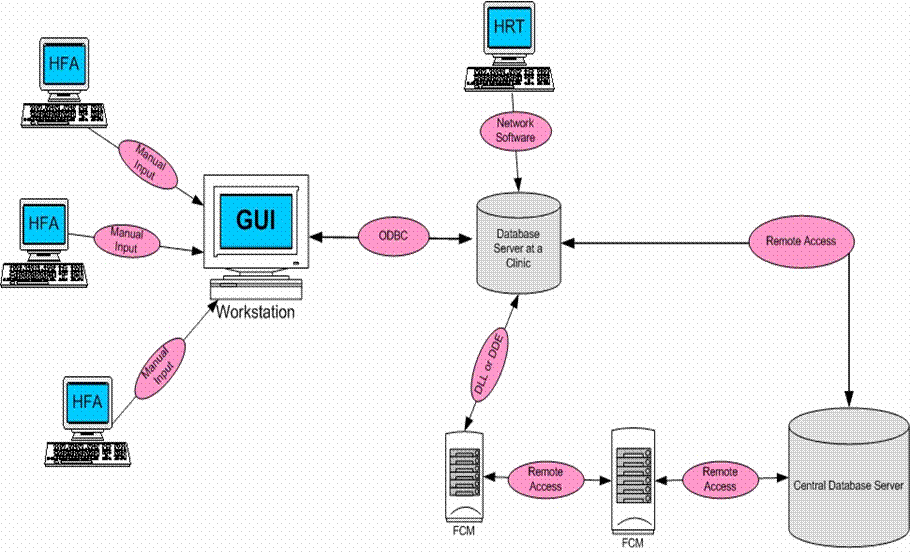 HRT
HFA
Network
Software
Manual
Input
HFA
Manual
Input
GUI
Workstation
ODBC
Database
Server at a
Clinic
Remote Access
HFA
Manual
Input
DLL or DDE
FCM
Remote
Access
FCM
Remote
Access
Central Database Server